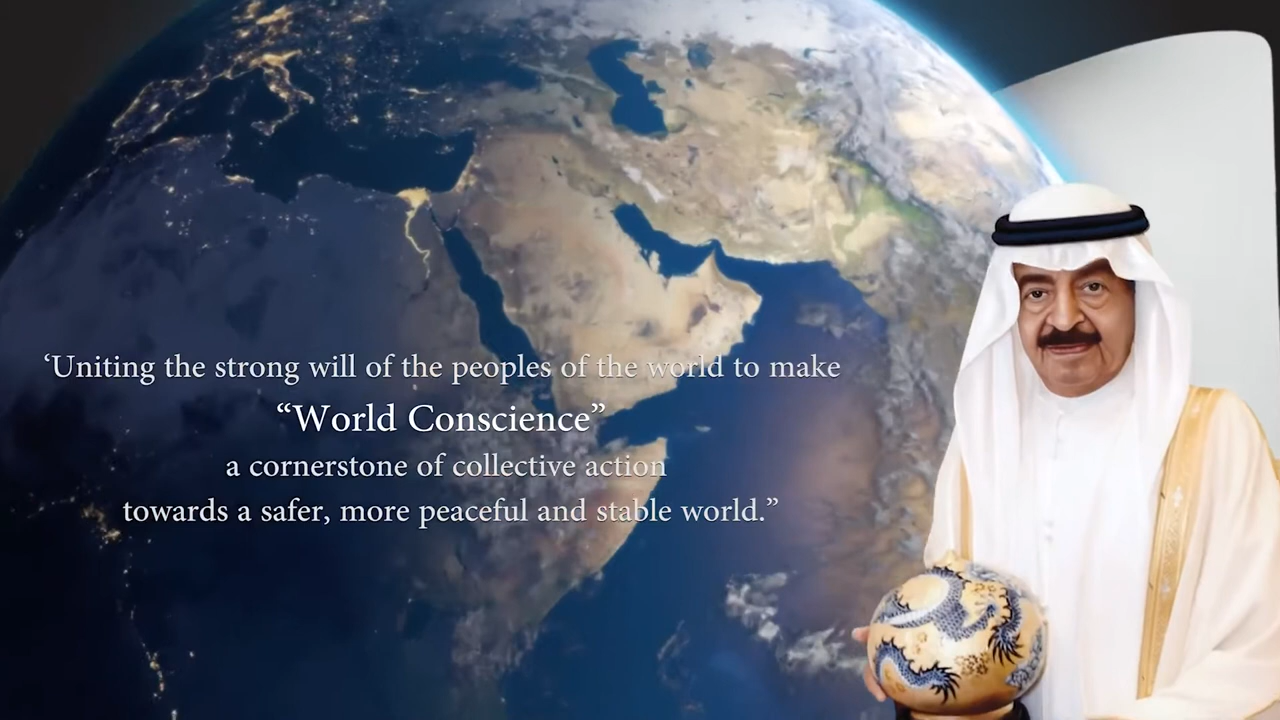 ‘Uniting the strong will of the peoples of the world to make
“World Conscience”
a cornerstone of collective action
towards a safer, more peaceful and stable world.”